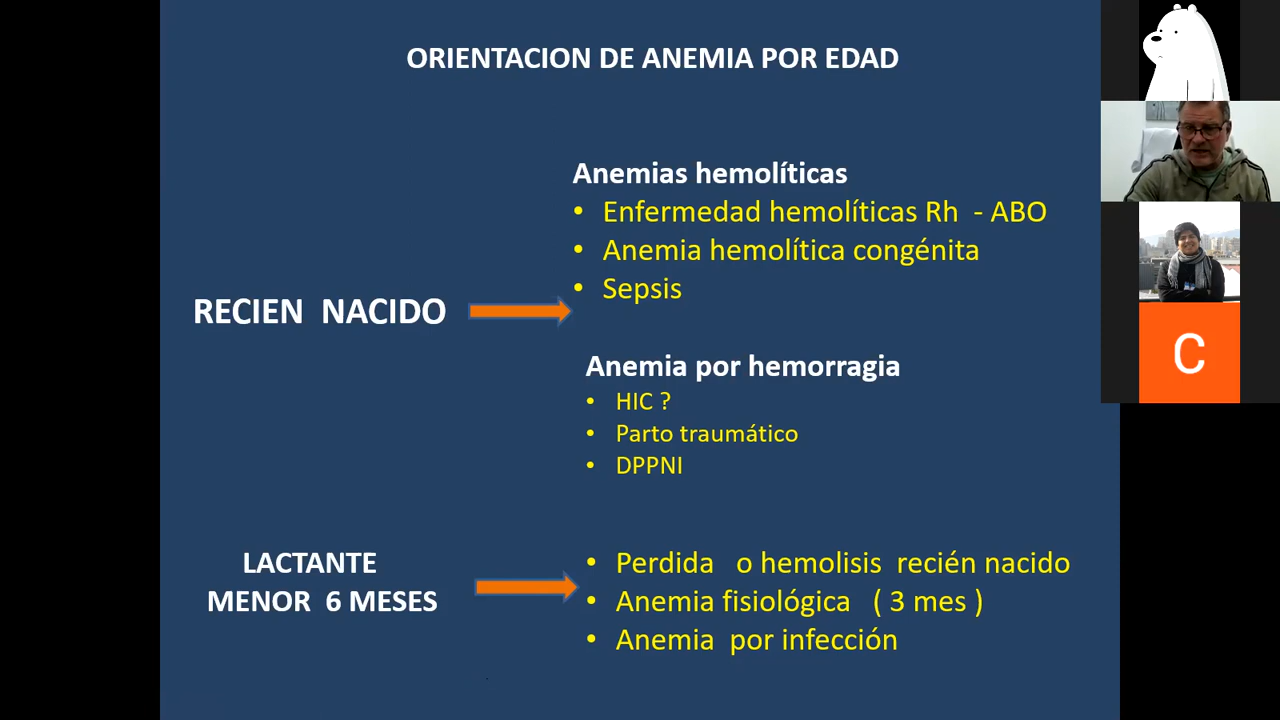 ORIENTACION DE ANEMIA POR EDAD
Anemias hemolíticas
• Enfermedad hemolíticas Rh - ABO
• Anemia hemolítica congénita
• Sepsis
RECIEN NACIDO
Anemia por hemorragia
• HIC ?
• Parto traumático
• DPPNI
LACTANTE
MENOR 6 MESES
• Perdida o hemolisis recién nacido
• Anemia fisiológica ( 3 mes )
• Anemia por infección
C